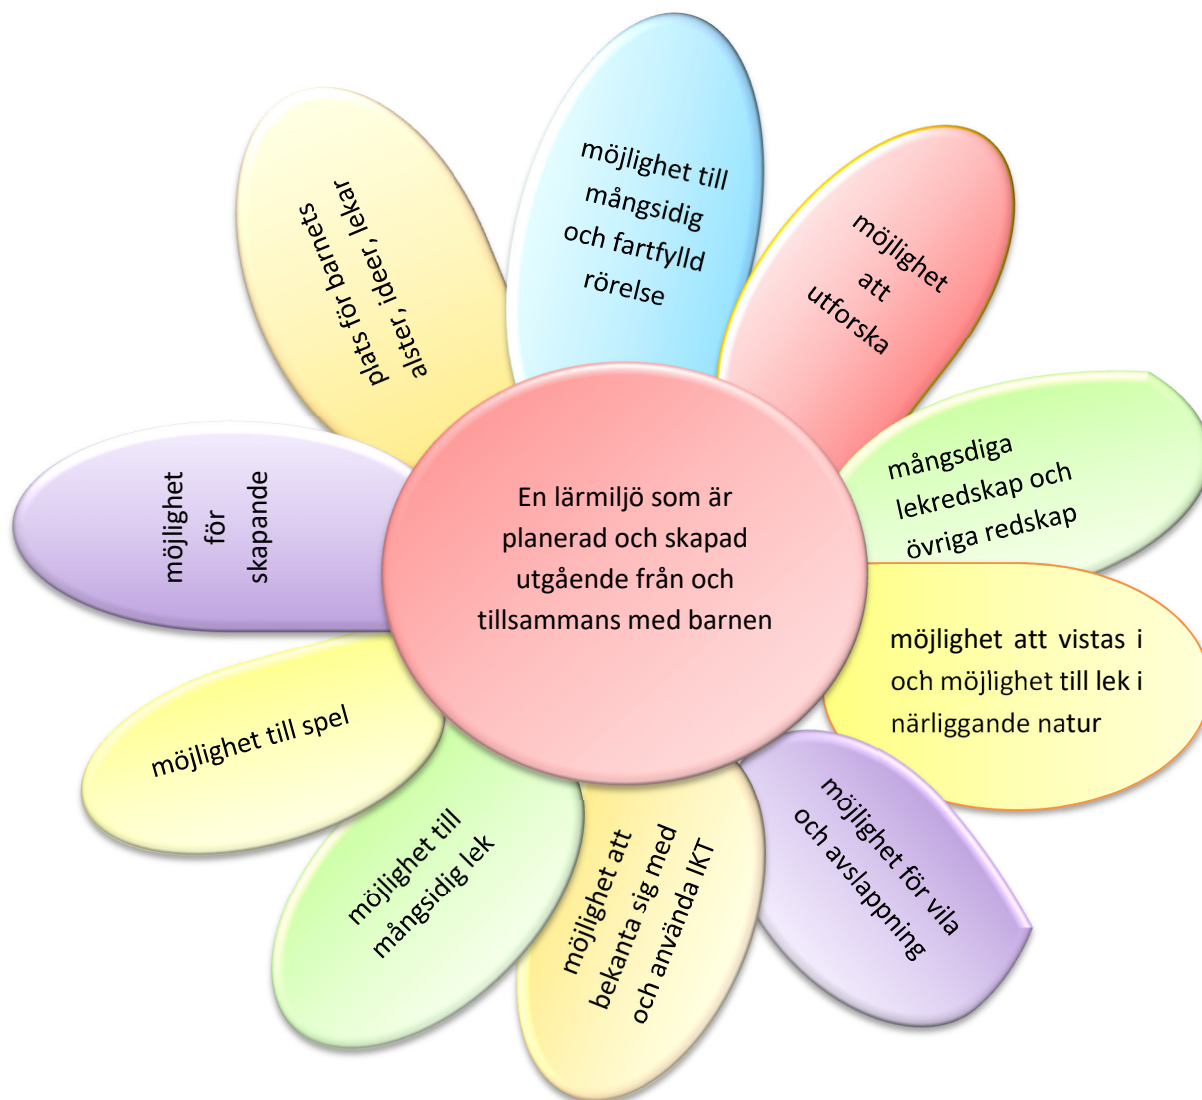 möjlighet till
mångsidig
och fartfylld
rörelse
möjlighet
att
utforska
mångsdiga
lekredskap och
övriga redskap
möjlighet att vistas i
och möjlighet till lek i
närliggande natur
möjlighet för vila
och avslappning
möjlighet att
bekanta sig med
och använda IKT
möjlighet till
mångsidig lek
möjlighet till spel
möjlighet
för
skapande
plats för barnets
alster, ideer, lekar
En lärmiljö som är
planerad och skapad
utgående från och
tillsammans med barnen